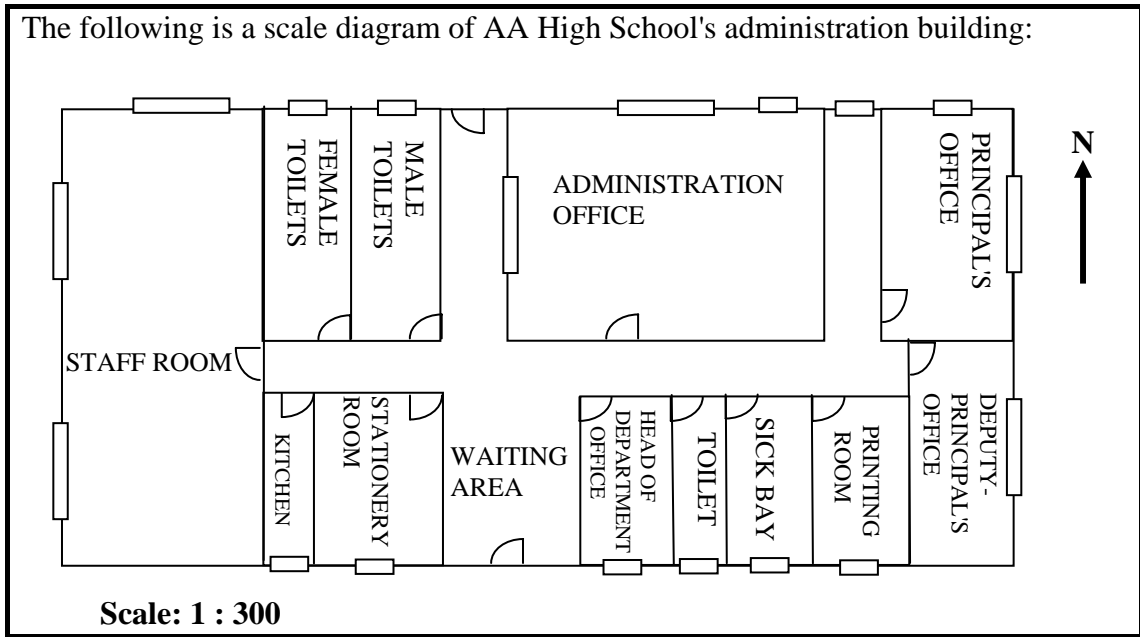 The following is a scale diagram of AA High School's administration building:
FEMALE
TOILETS
MALE
TOILETS
ADMINISTRATION
OFFICE
PRINCIPAL'S
OFFICE
N
STAFF ROOM
KITCHEN
STATIONERY
ROOM
WAITING
AREA
HEAD OF
DEPARTMENT
OFFICE
TOILET
SICK BAY
PRINTING
ROOM
DEPUTY-
PRINCIPAL'S
OFFICE
Scale: 1 : 300